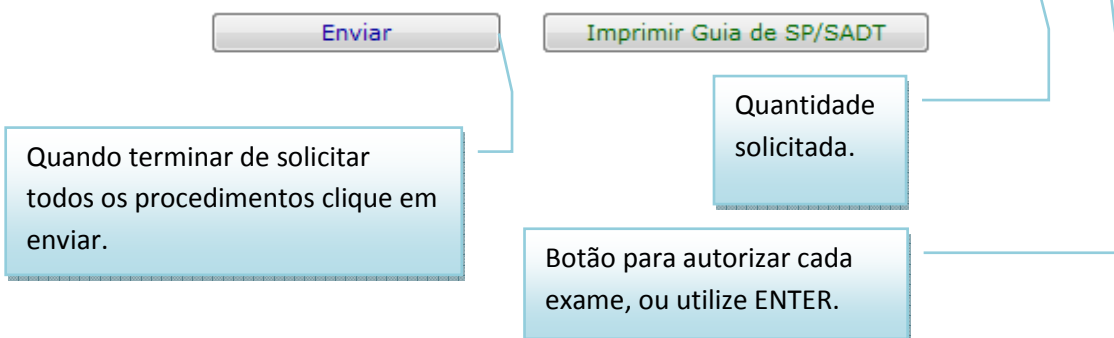 Enviar
Imprimir Guia de SP/SADT
Quantidade
solicitada.
Quando terminar de solicitar
todos os procedimentos clique em
enviar.
Botão para autorizar cada
exame, ou utilize ENTER.